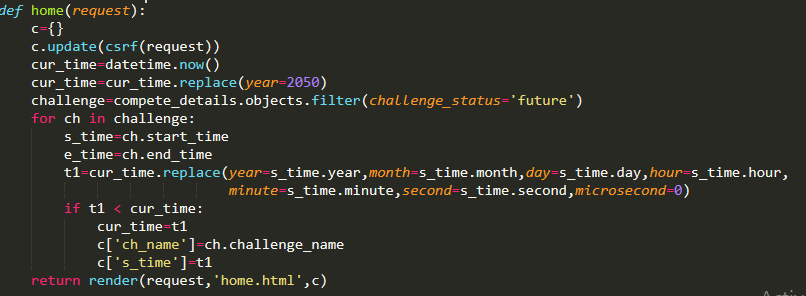 def home(request):
    c={}
    c.update(csrf(request))
    cur_time=datetime.now()
    cur_time=cur_time.replace(year=2050)
    challenge=compete_details.objects.filter(challenge_status='future')
    for ch in challenge:
        s_time=ch.start_time
        e_time=ch.end_time
        t1=cur_time.replace(year=s_time.year,month=s_time.month,day=s_time.day,hour=s_time.hour,
                            minute=s_time.minute,second=s_time.second,microsecond=0)
        if t1 < cur_time:
            cur_time=t1
            c['ch_name']=ch.challenge_name
            c['s_time']=t1
    return render(request,'home.html',c)